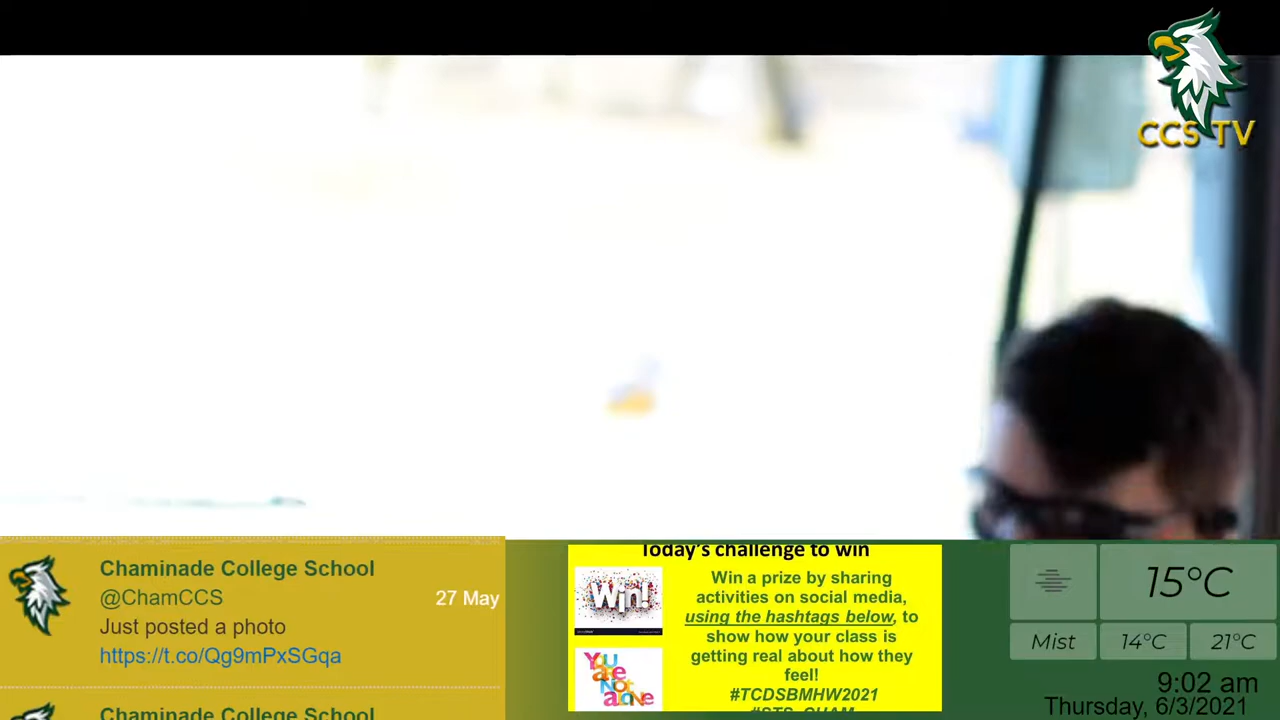 CCS TV
Chaminade College School
@ChamCCS
27 May
Just posted a photo
https://t.co/Qg9mPxSGqa
Chaminade College School
Today's challenge to win
Win!
You
are
Not
alone
Win a prize by sharing
activities on social media,
using the hashtags below, to
show how your class is
getting real about how they
feel!
#TCDSBMHW2021
#STS_CHAM
15°C
Mist
14°C
21°C
9:02 am
Thursday, 6/3/2021